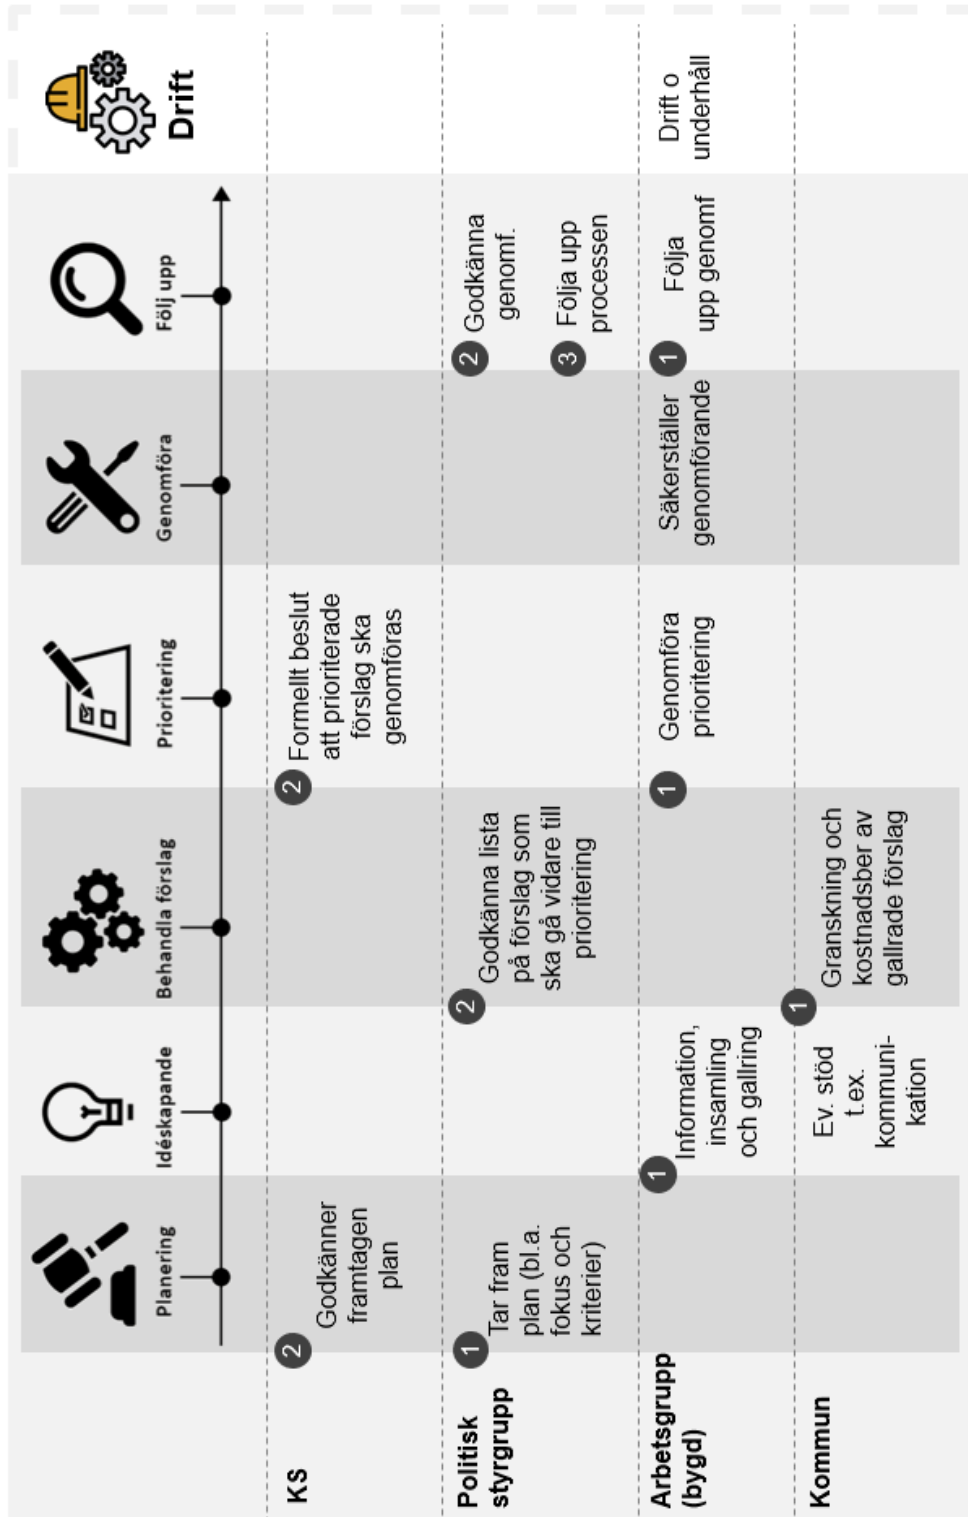 Planering
Idéskapande
Behandla förslag
Prioritering
Genomföra
Följ upp
Drift
KS
2
Godkänner
framtagen
plan
2
Formellt beslut
att prioriterade
förslag ska
genomföras
Politisk
styrgrupp
1
Tar fram
plan (bl.a.
fokus och
kriterier)
2
Godkänna lista
på förslag som
ska gå vidare till
prioritering
2
Godkänna
genomf.
3
Följa upp
processen
Arbetsgrupp
(bygd)
1
Information,
insamling
och gallring
1
Genomföra
prioritering
Säkerställer
genomförande
1
Följa
upp genomf
Drift o
underhåll
Kommun
Ev. stöd
t.ex.
kommuni-
kation
1
Granskning och
kostnadsber av
gallrade förslag